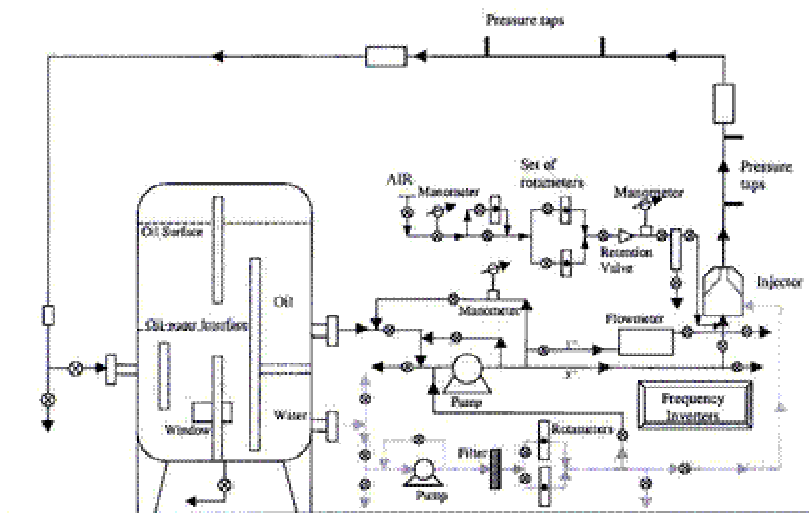 Pressure taps
Pressure
taps
AIR
Manometer
Set of
rotameters
Manometer
Retention
Valve
Injector
Oil Surface
Oil
Oil-water Interface
Manometer
Flowmeter
Pump
Frequency
Inverters
Water
Window
Rotameters
Filter
Pump